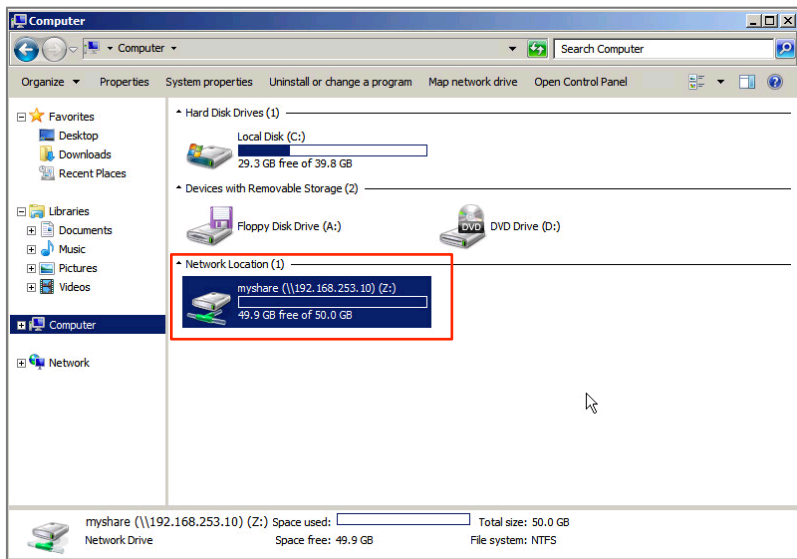 Computer
Computer
Search Computer
Organize Properties System properties Uninstall or change a program Map network drive Open Control Panel
Favorites
Desktop
Downloads
Recent Places
Libraries
Documents
Music
Pictures
Videos
Computer
Network
Hard Disk Drives (1)
Local Disk (C:)
29.3 GB free of 39.8 GB
Devices with Removable Storage (2)
Floppy Disk Drive (A:)
DVD
DVD Drive (D:)
Network Location (1)
myshare (\\192.168.253.10) (Z:)
49.9 GB free of 50.0 GB
myshare (\\192.168.253.10) (Z:) Space used: Total size: 50.0 GB
Network Drive Space free: 49.9 GB File system: NTFS